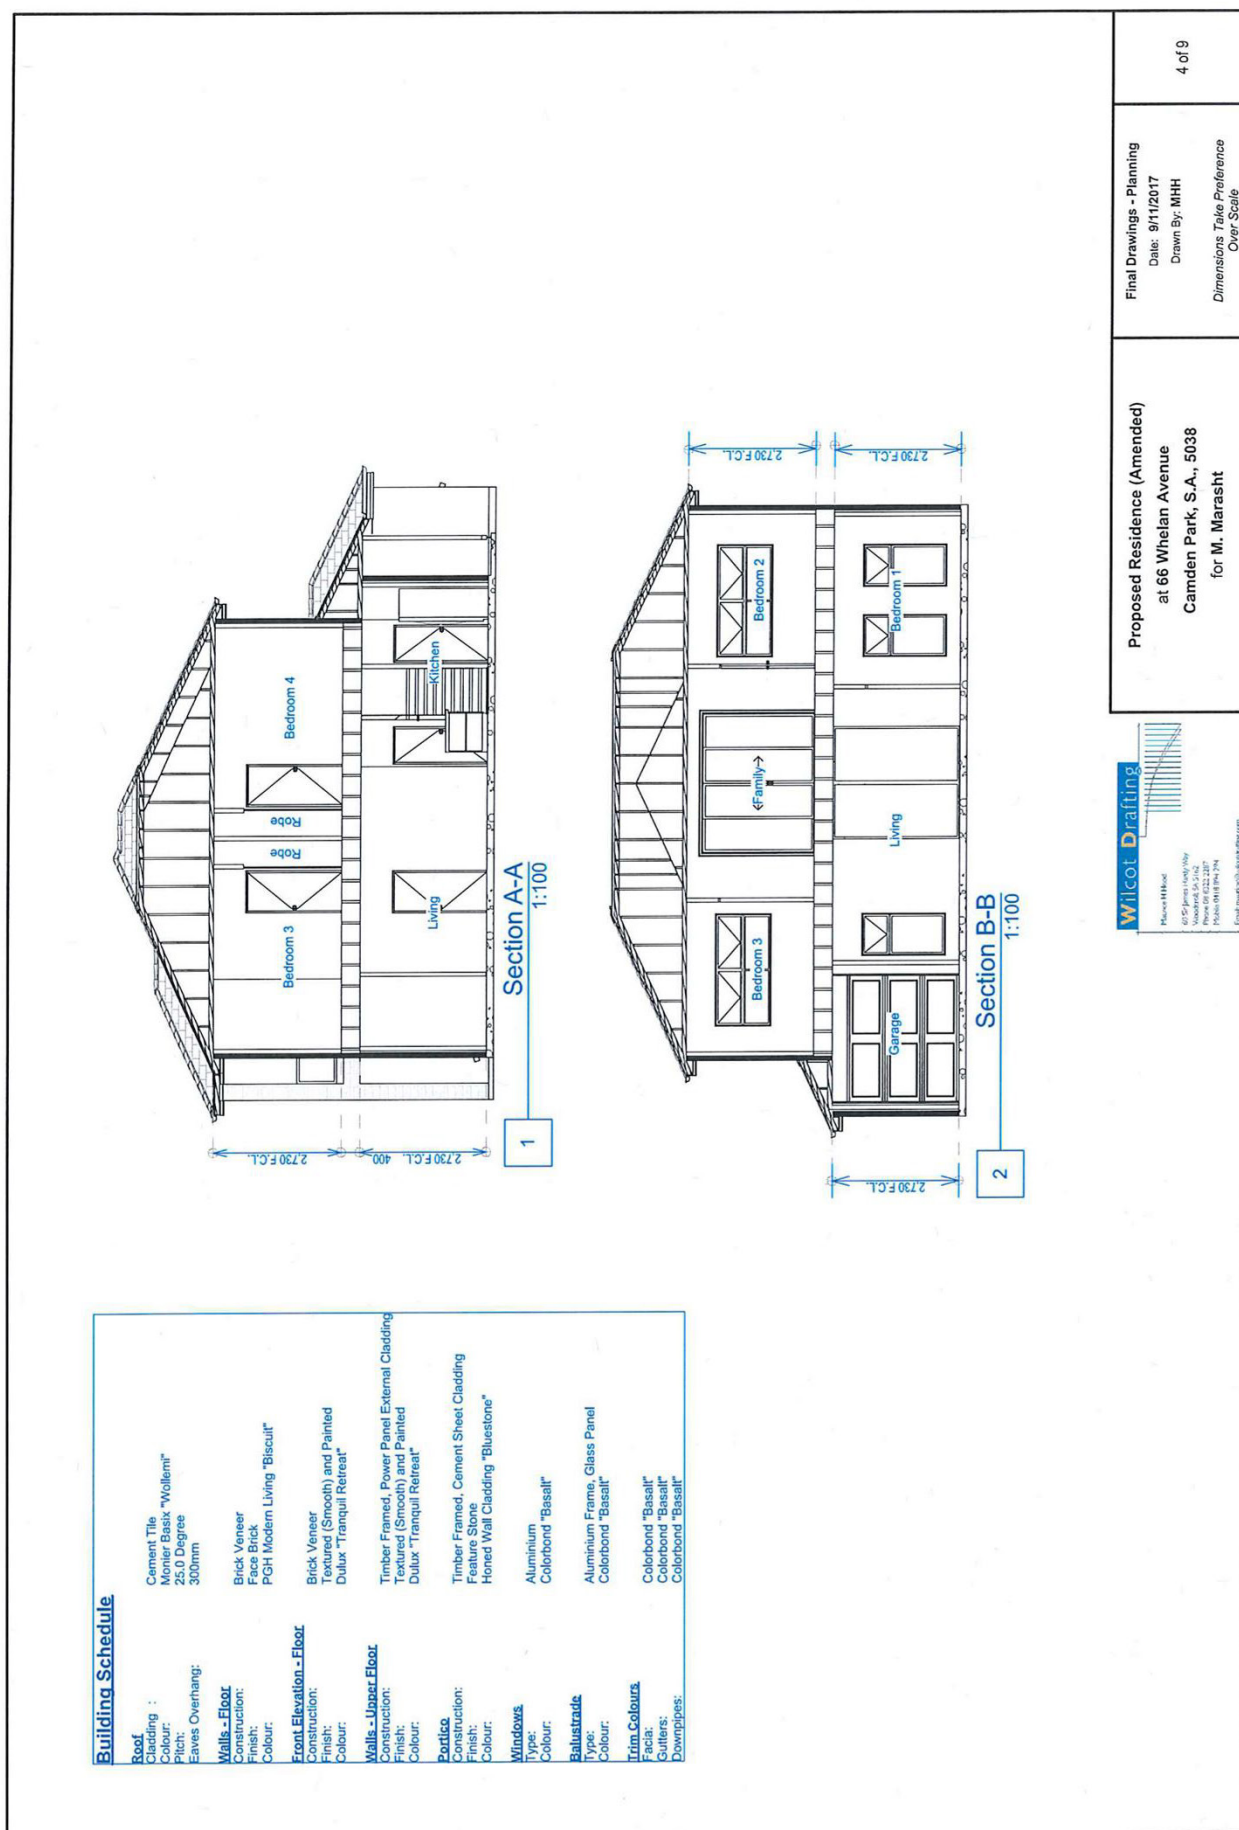 Building Schedule
Roof
Cladding : Cement Tile
Colour: Monier Basix "Wollemi"
Pitch: 25.0 Degree
Eaves Overhang: 300mm
Walls - Floor
Construction: Brick Veneer
Finish: Face Brick
Colour: PGH Modern Living "Biscuit"
Front Elevation - Floor
Construction: Brick Veneer
Finish: Textured (Smooth) and Painted
Colour: Dulux "Tranquil Retreat"
Walls - Upper Floor
Construction: Timber Framed, Power Panel External Cladding
Finish: Textured (Smooth) and Painted
Colour: Dulux "Tranquil Retreat"
Portico
Construction: Timber Framed, Cement Sheet Cladding
Finish: Feature Stone
Colour: Honed Wall Cladding "Bluestone"
Windows
Type: Aluminium
Colour: Colorbond "Basalt"
Balustrade
Type: Aluminium Frame, Glass Panel
Colour: Colorbond "Basalt"
Trim Colours
Facia: Colorbond "Basalt"
Gutters: Colorbond "Basalt"
Downpipes: Colorbond "Basalt"
2,730 F.C.L.
400
2,730 F.C.L.
Bedroom 3
Robe
Robe
Bedroom 4
Living
Kitchen
1
Section A-A
1:100
2,730 F.C.L.
2,730 F.C.L.
2,730 F.C.L.
Bedroom 3
←Family→
Bedroom 2
Garage
Living
Bedroom 1
2
Section B-B
1:100
Wilcot Drafting
Proposed Residence (Amended)
at 66 Whelan Avenue
Camden Park, S.A., 5038
for M. Marasht
Final Drawings - Planning
Date: 9/11/2017
Drawn By: MHH
Dimensions Take Preference
Over Scale
4 of 9